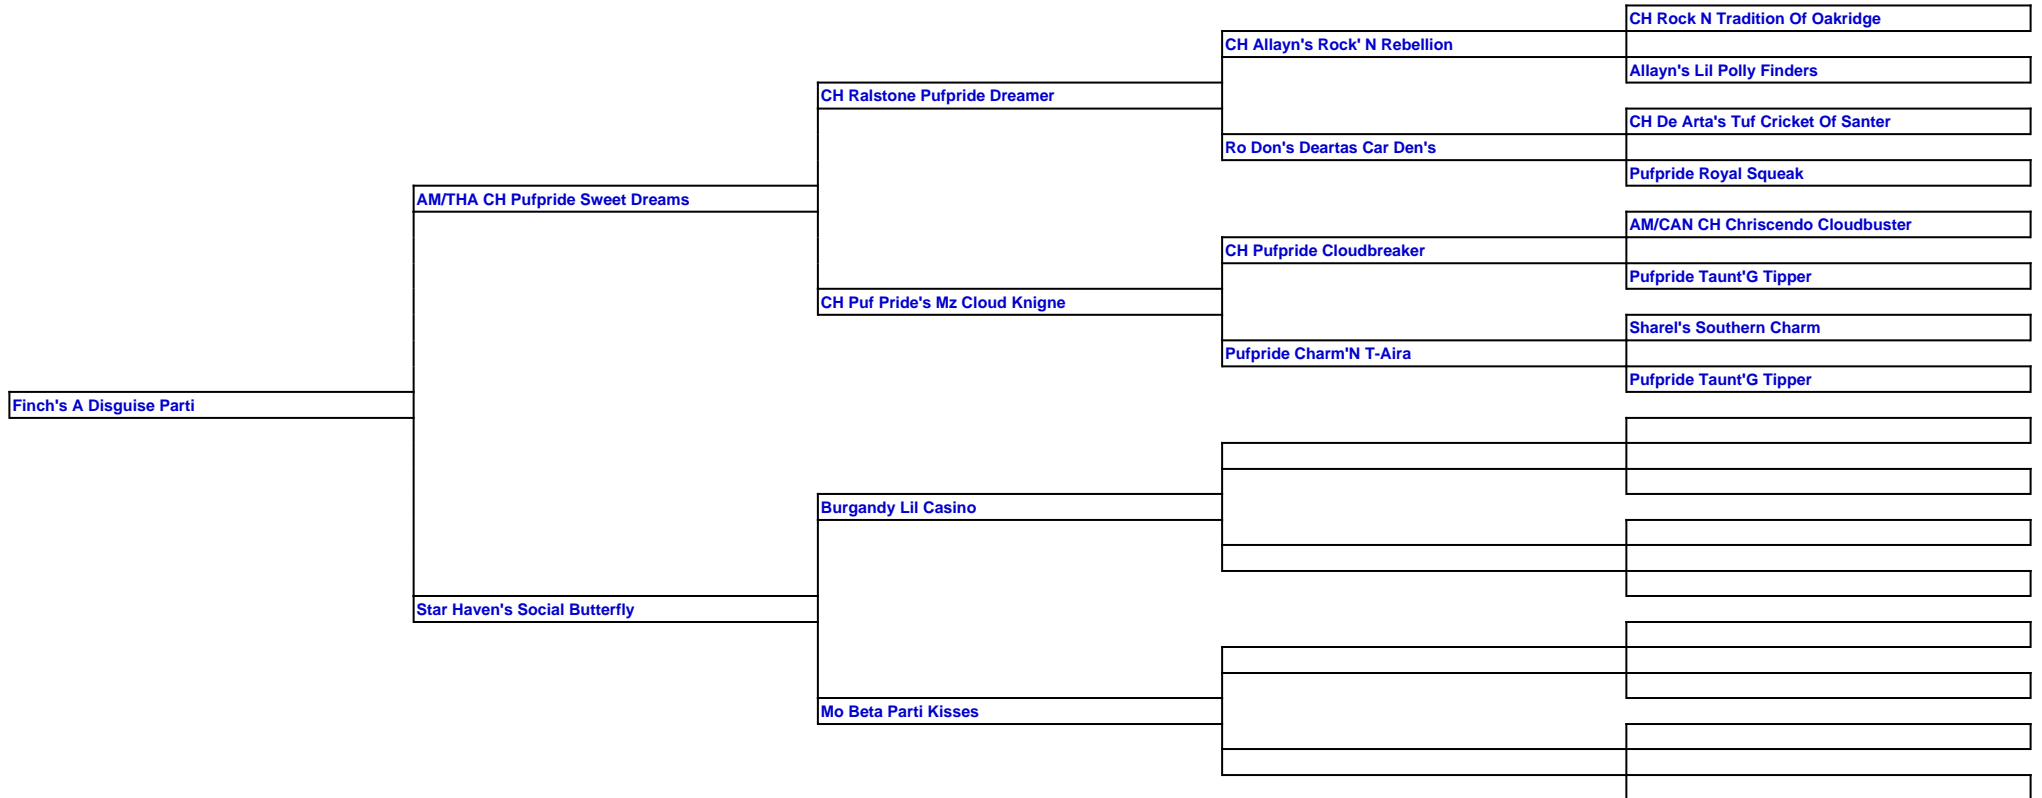 CH Rock N Tradition Of Oakridge
CH Allayn's Rock' N Rebellion
Allayn's Lil Polly Finders
CH Ralstone Pufpride Dreamer
CH De Arta's Tuf Cricket Of Santer
Ro Don's Deartas Car Den's
Pufpride Royal Squeak
AM/THA CH Pufpride Sweet Dreams
AM/CAN CH Chriscendo Cloudbuster
CH Pufpride Cloudbreaker
Pufpride Taunt'G Tipper
CH Puf Pride's Mz Cloud Knigne
Sharel's Southern Charm
Pufpride Charm'N T-Aira
Pufpride Taunt'G Tipper
Finch's A Disguise Parti
Burgandy Lil Casino
Star Haven's Social Butterfly
Mo Beta Parti Kisses